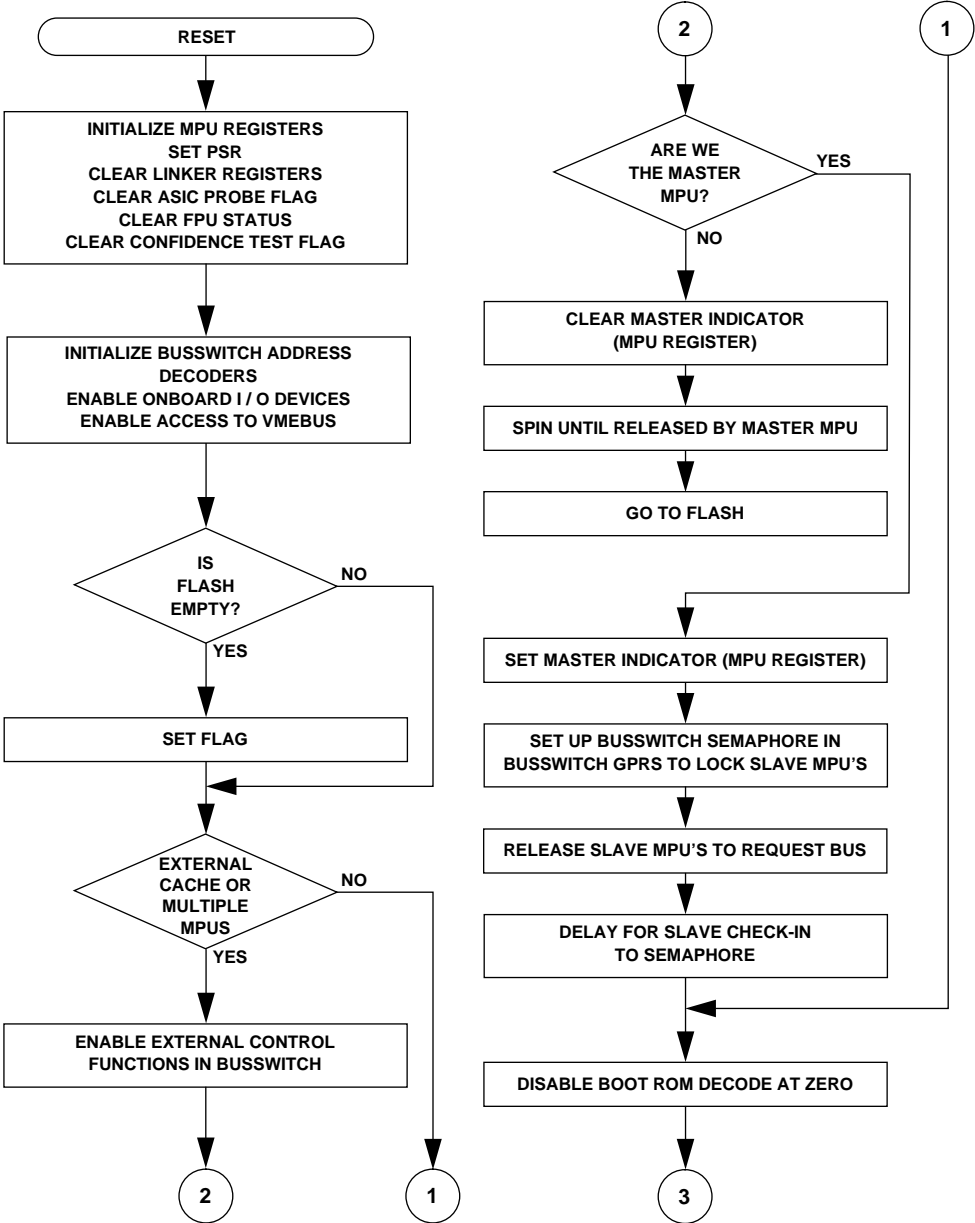 RESET
INITIALIZE MPU REGISTERS
SET PSR
CLEAR LINKER REGISTERS
CLEAR ASIC PROBE FLAG
CLEAR FPU STATUS
CLEAR CONFIDENCE TEST FLAG
INITIALIZE BUSSWITCH ADDRESS
DECODERS
ENABLE ONBOARD I / O DEVICES
ENABLE ACCESS TO VMEBUS
IS
FLASH
EMPTY?
NO
YES
SET FLAG
EXTERNAL
CACHE OR
MULTIPLE
MPUS
NO
YES
ENABLE EXTERNAL CONTROL
FUNCTIONS IN BUSSWITCH
2
1
2
1
ARE WE
THE MASTER
MPU?
YES
NO
CLEAR MASTER INDICATOR
(MPU REGISTER)
SPIN UNTIL RELEASED BY MASTER MPU
GO TO FLASH
SET MASTER INDICATOR (MPU REGISTER)
SET UP BUSSWITCH SEMAPHORE IN
BUSSWITCH GPRS TO LOCK SLAVE MPU'S
RELEASE SLAVE MPU'S TO REQUEST BUS
DELAY FOR SLAVE CHECK-IN
TO SEMAPHORE
DISABLE BOOT ROM DECODE AT ZERO
3